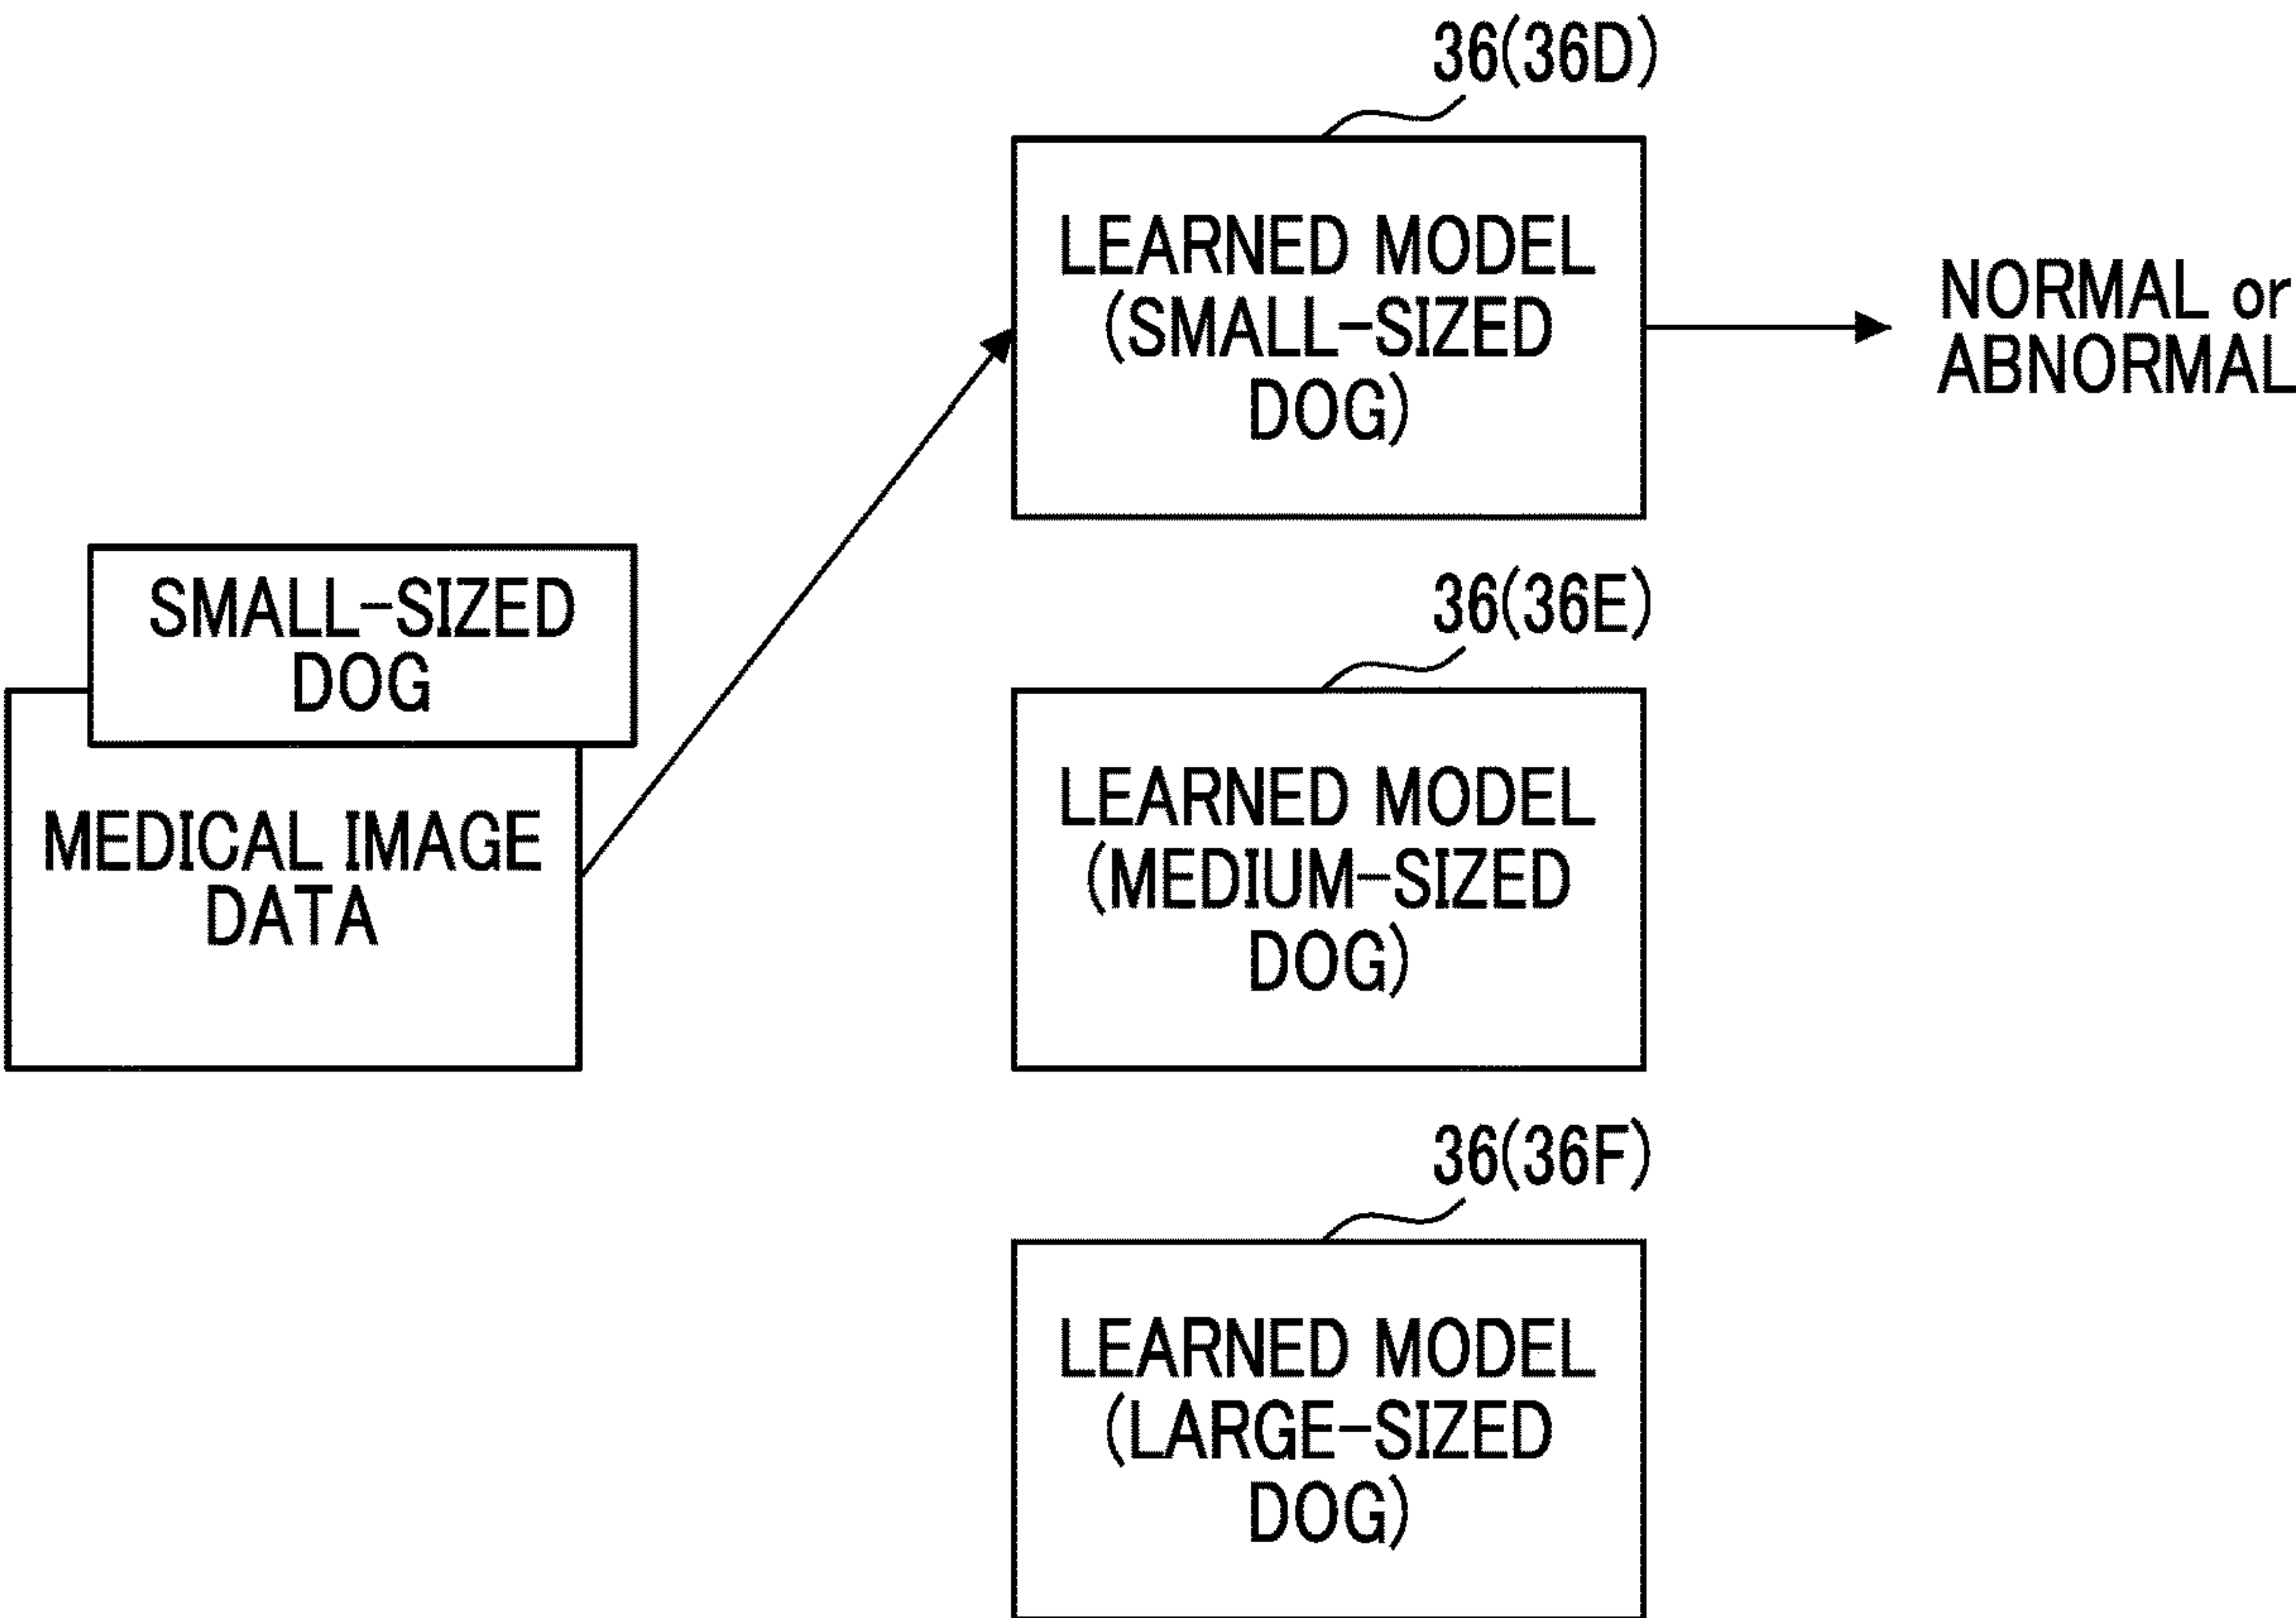 36(36D)
LEARNED MODEL
(SMALL-SIZED
DOG)
NORMAL or
ABNORMAL
SMALL-SIZED
DOG
MEDICAL IMAGE
DATA
36(36E)
LEARNED MODEL
(MEDIUM-SIZED
DOG)
36(36F)
LEARNED MODEL
(LARGE-SIZED
DOG)